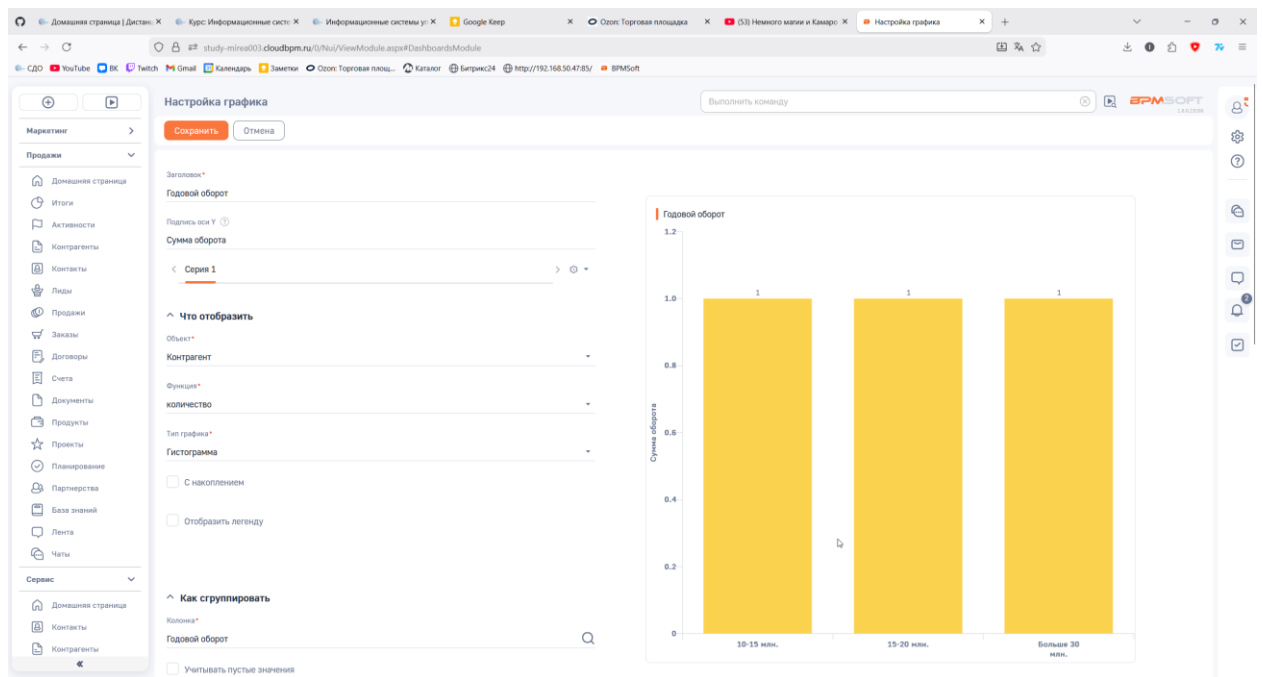 Домашняя страница | Дистан
Курс: Информационные систе
Информационные системы у
Google Keep
Ozon: Торговая площадка
(53) Немного магии и Камаро
Настройка графика
study-mirea003.cloudbpm.ru/0/Nui/ViewModule.aspx#DashboardsModule
СДО YouTube ВК Twitch Gmail Календарь Заметки Ozon: Торговая площ... Каталог Битрикс24 http://192.168.50.47:85/ BPMSoft
Настройка графика
Выполнить команду
BPMSOFT
Сохранить Отмена
Маркетинг
Продажи
Домашняя страница
Итоги
Активности
Контрагенты
Контакты
Лиды
Продажи
Заказы
Договоры
Счета
Документы
Продукты
Проекты
Планирование
Партнерства
База знаний
Лента
Чаты
Сервис
Домашняя страница
Контакты
Контрагенты
Заголовок*
Годовой оборот
Подпись оси Y
Сумма оборота
Серия 1
Что отобразить
Объект*
Контрагент
Функция*
количество
Тип графика*
Гистограмма
С накоплением
Отобразить легенду
Как сгруппировать
Колонка*
Годовой оборот
Учитывать пустые значения
Годовой оборот
1.2
1.0
0.8
0.6
0.4
0.2
0
Сумма оборота
1 1 1
10-15 млн. 15-20 млн. Больше 30
млн.
2